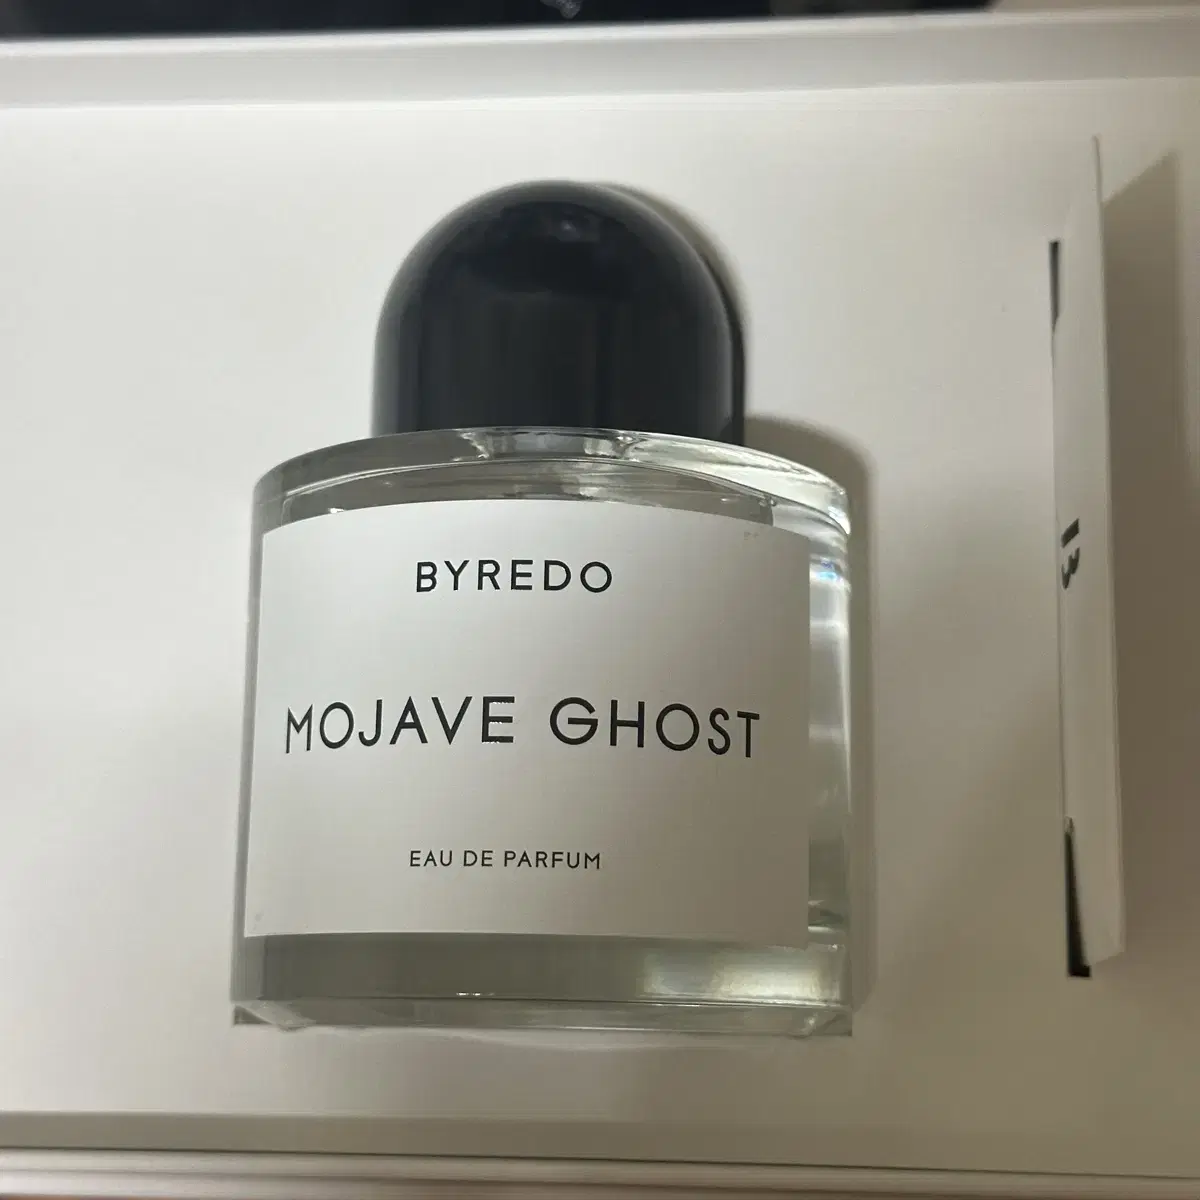 BYREDO
MOJAVE GHOST
EAU DE PARFUM